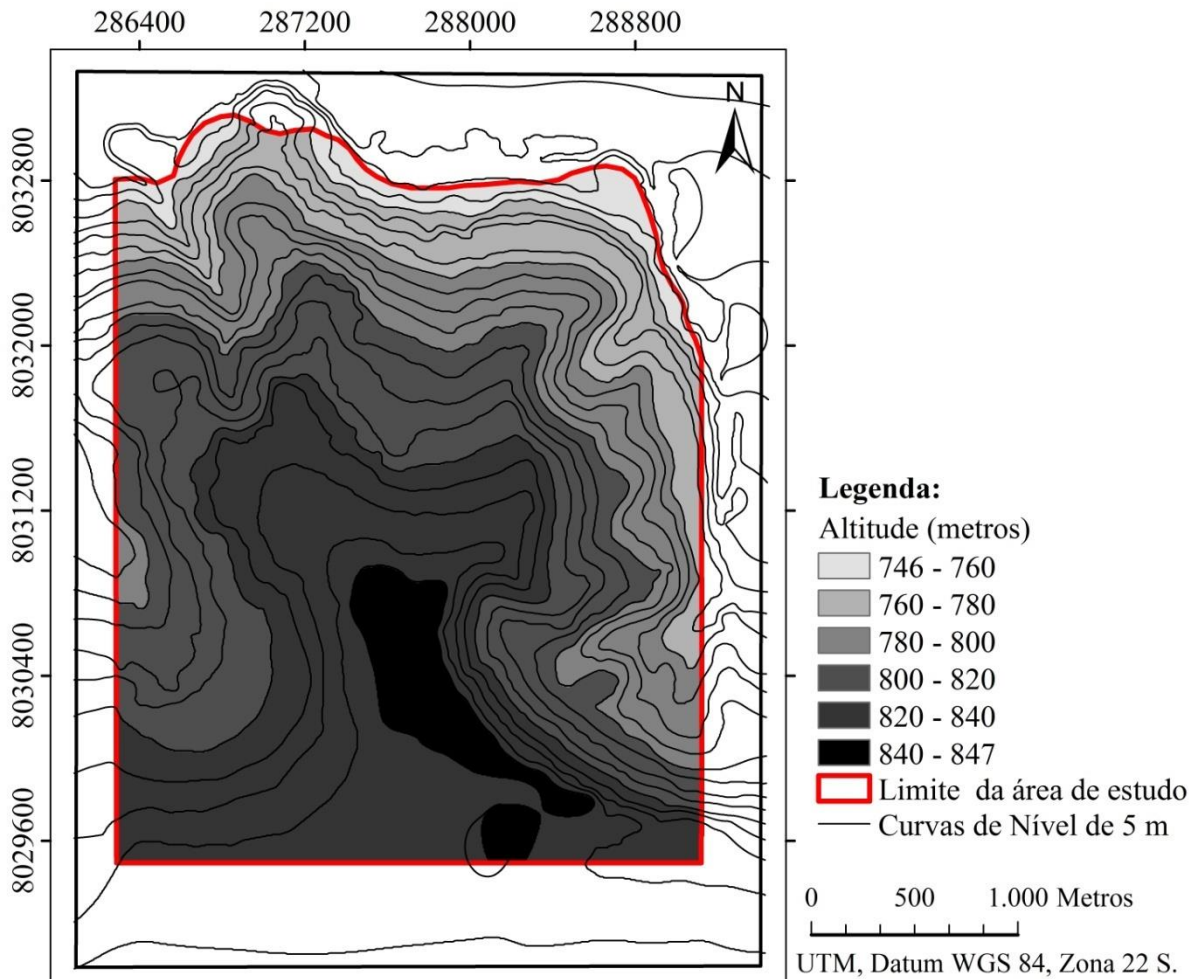 286400 287200 288000 288800
N
8032800
8032000
8031200
8030400
8029600
Legenda:
Altitude (metros)
746 - 760
760 - 780
780 - 800
800 - 820
820 - 840
840 - 847
Limite da área de estudo
Curvas de Nível de 5 m
0 500 1.000 Metros
UTM, Datum WGS 84, Zona 22 S.